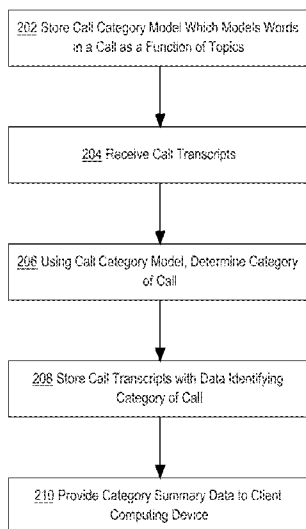 202 Store Call Category Model Which Models Words
in a Call as a Function of Topics
204 Receive Call Transcripts
206 Using Call Category Model, Determine Category
of Call
208 Store Call Transcripts with Data Identifying
Category of Call
210 Provide Category Summary Data to Client
Computing Device